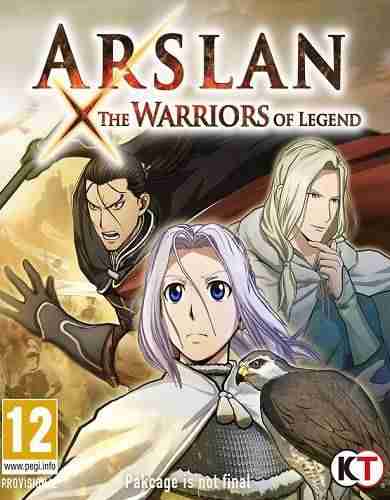 ARSLAN
THE WARRIORS OF LEGEND
12
www.pegi.info
PROVISIONAL
Pakcage is not final
KT